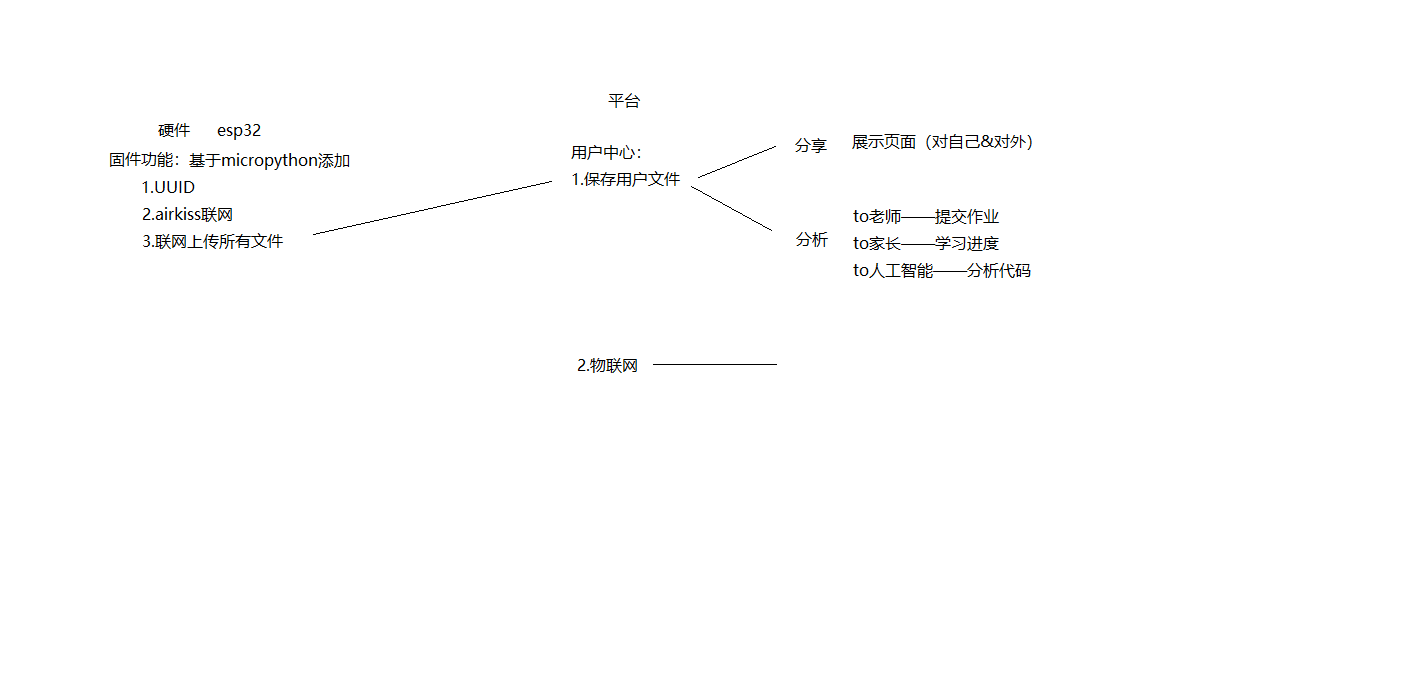 平台
硬件 esp32
固件功能：基于micropython添加
1.UUID
2.airkiss联网
3.联网上传所有文件
用户中心：
1.保存用户文件
分享 展示页面（对自己&对外）
分析
to老师——提交作业
to家长——学习进度
to人工智能——分析代码
2.物联网